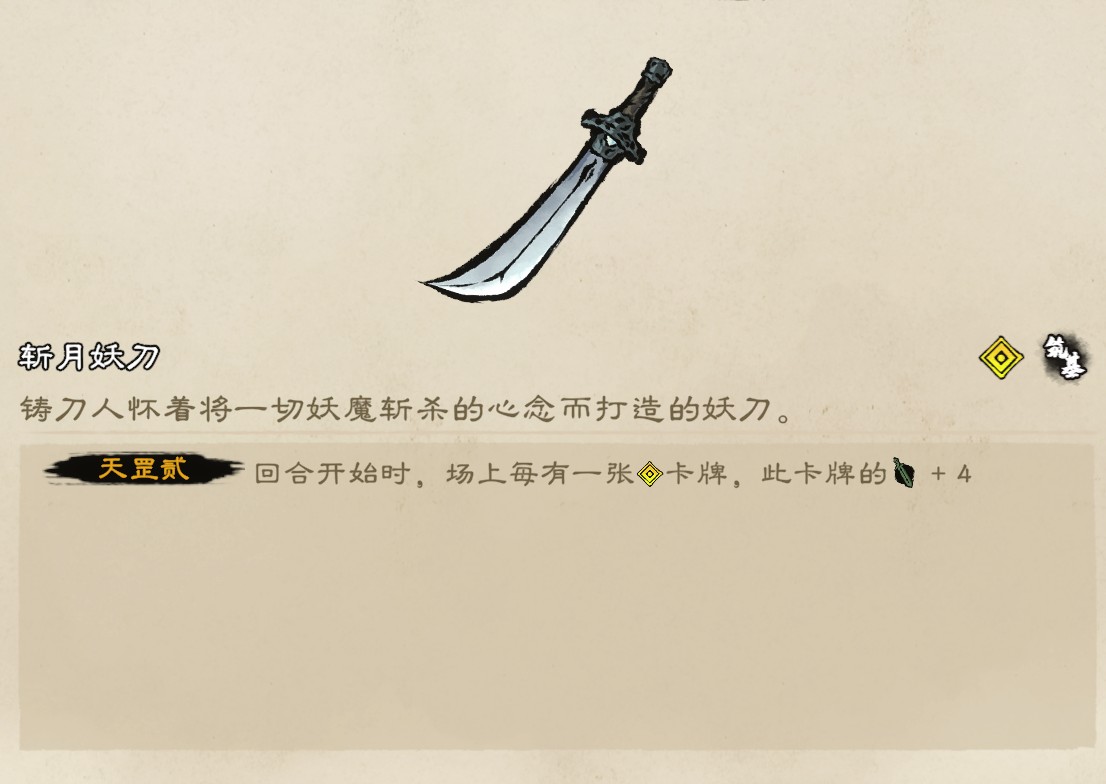 斩月妖刀
筑基
铸刀人怀着将一切妖魔斩杀的心念而打造的妖刀。
天罡贰 回合开始时，场上每有一张卡牌，此卡牌的 + 4